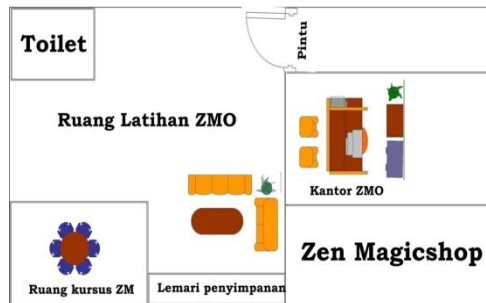 Toilet
Pintu
Ruang Latihan ZMO
Kantor ZMO
Zen Magicshop
Ruang kursus ZM
Lemari penyimpanan